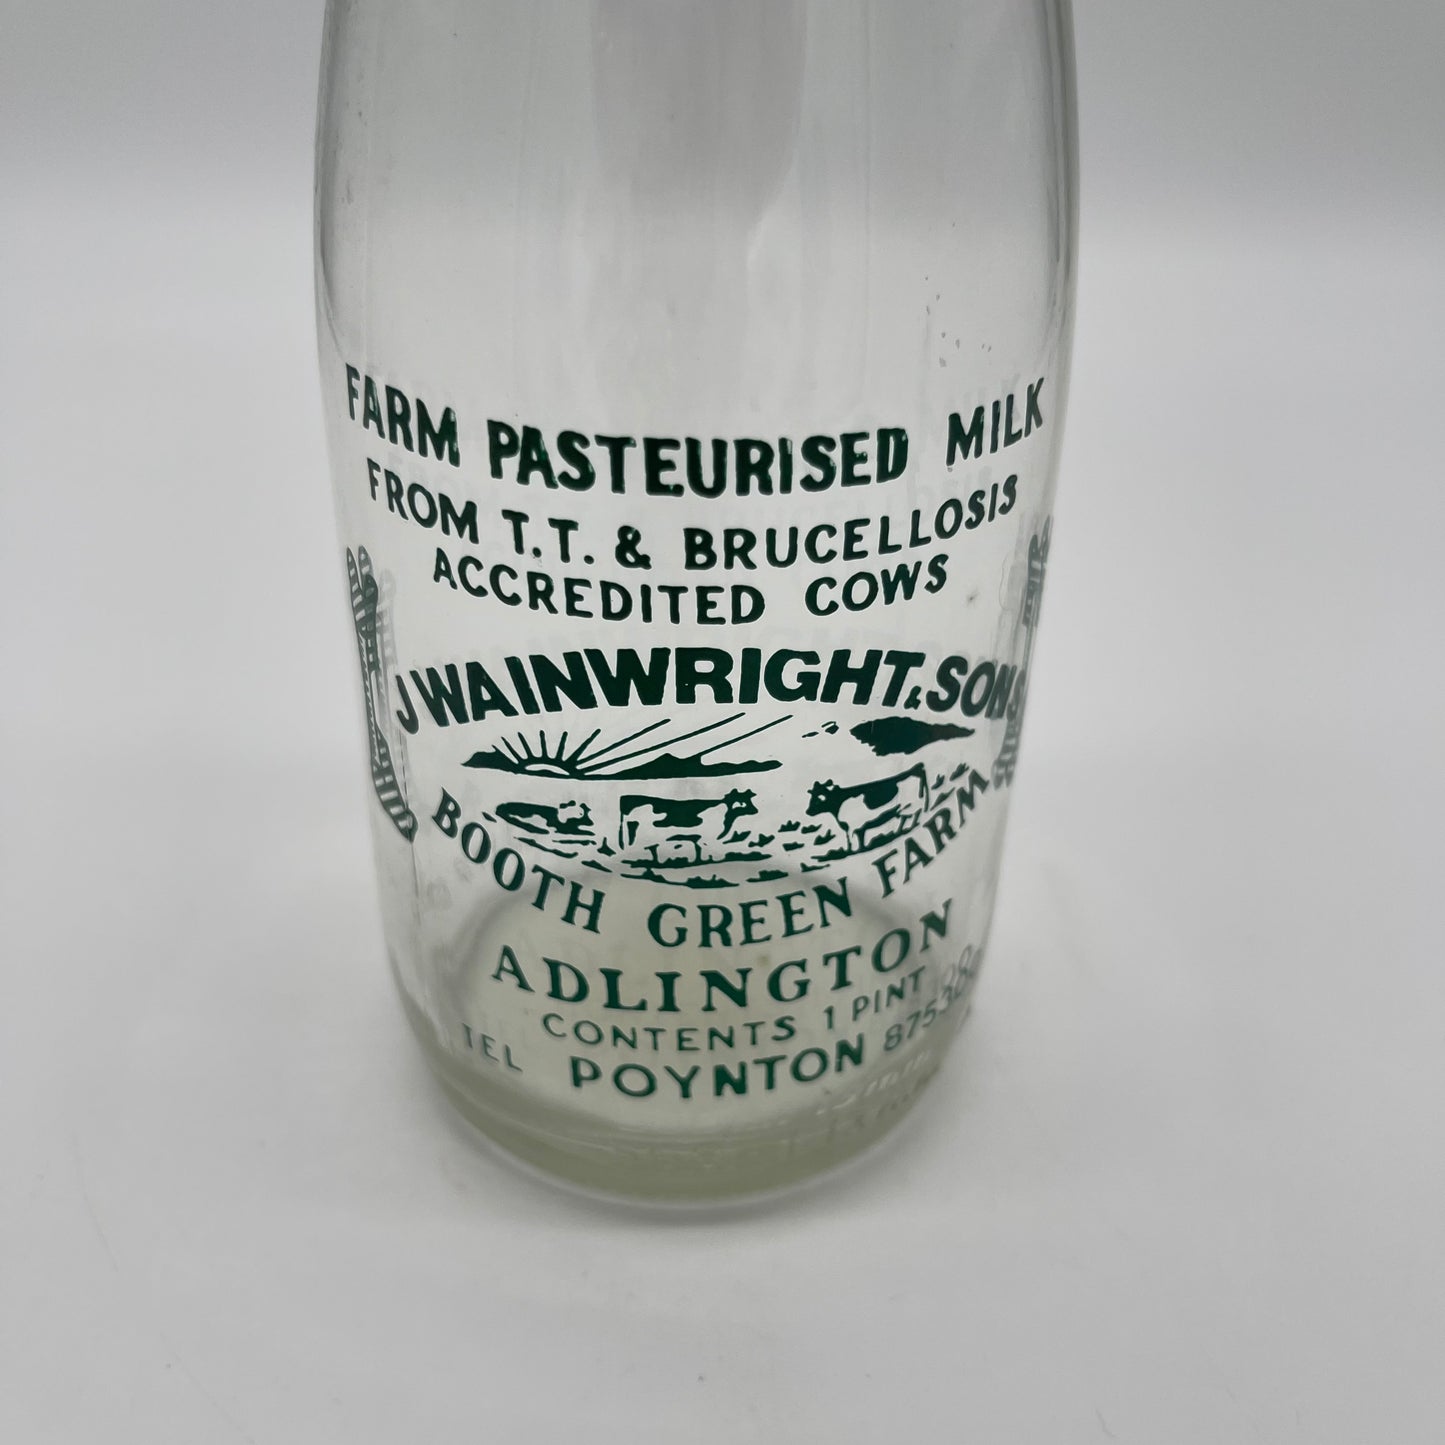 FARM PASTEURISED MILK
FROM T.T. & BRUCELLOSIS
ACCREDITED COWS
J WAINWRIGHT & SONS
BOOTH GREEN FARM
ADLINGTON
CONTENTS 1 PINT
TEL POYNTON